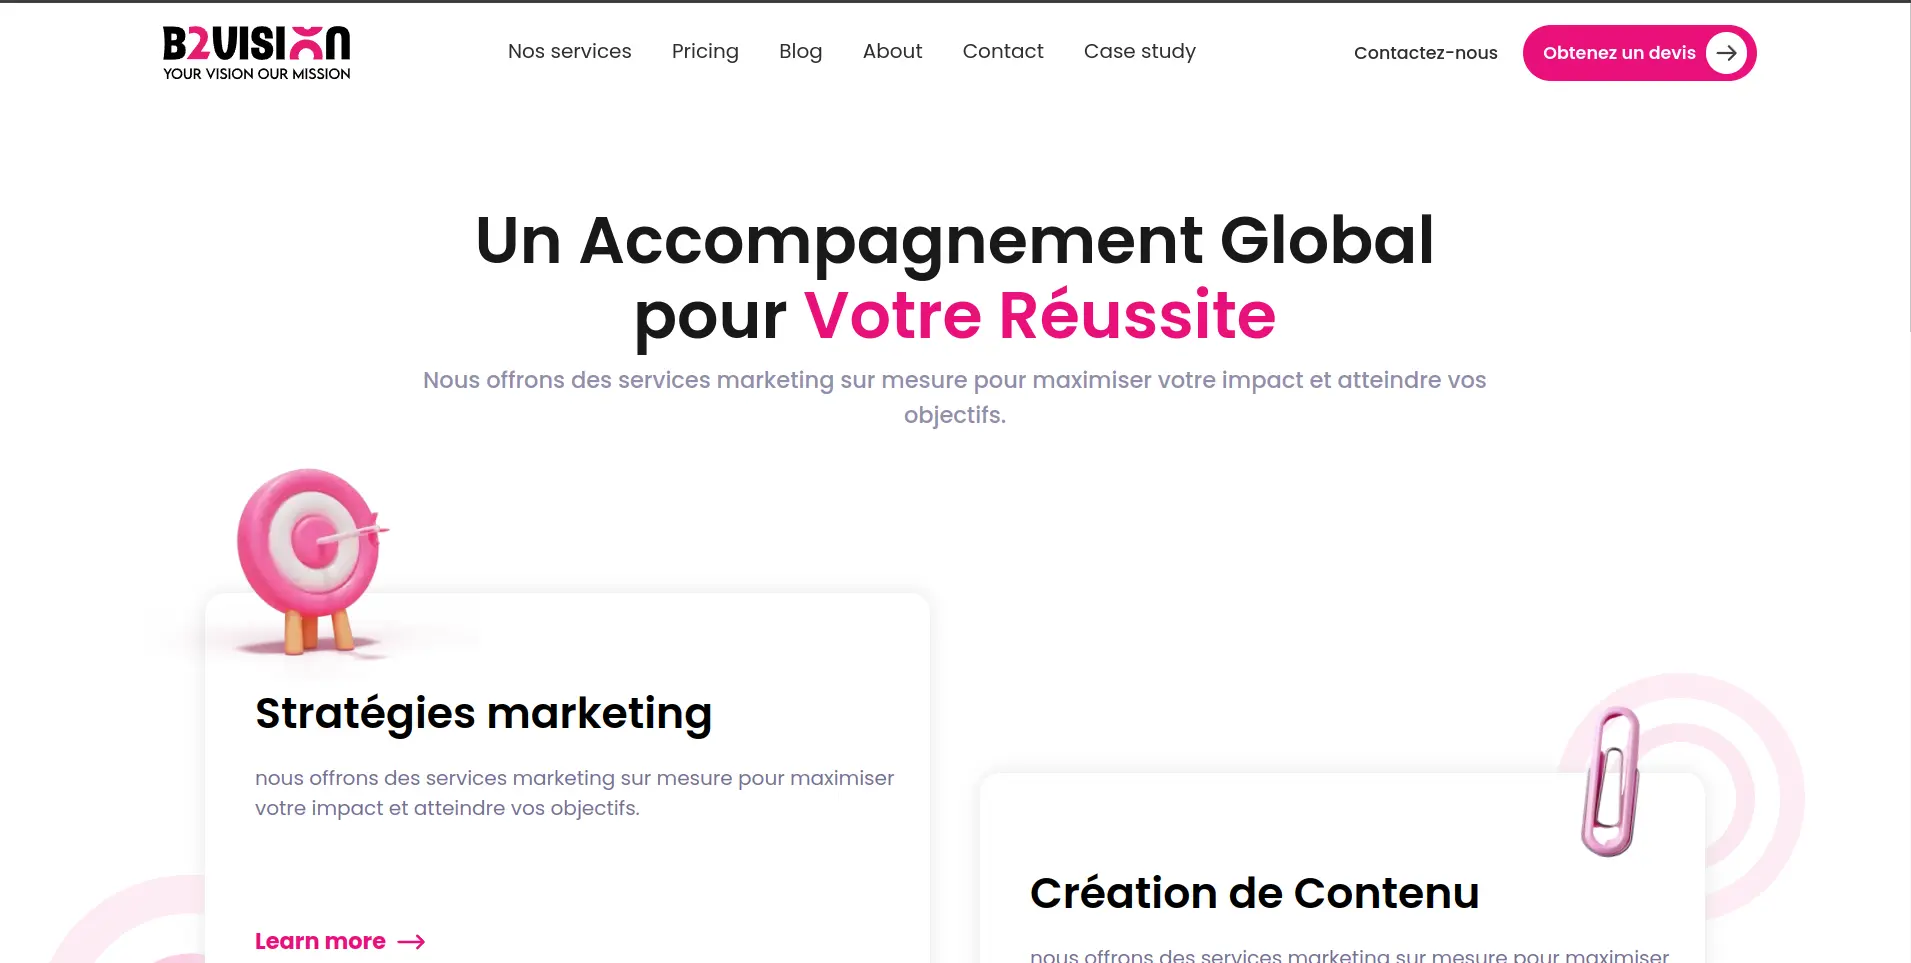 B2VISION
YOUR VISION OUR MISSION
Nos services
Pricing
Blog
About
Contact
Case study
Contactez-nous
Obtenez un devis
Un Accompagnement Global
pour Votre Réussite
Nous offrons des services marketing sur mesure pour maximiser votre impact et atteindre vos
objectifs.
Stratégies marketing
nous offrons des services marketing sur mesure pour maximiser
votre impact et atteindre vos objectifs.
Learn more
Création de Contenu
nous offrons des services marketing sur mesure pour maximiser